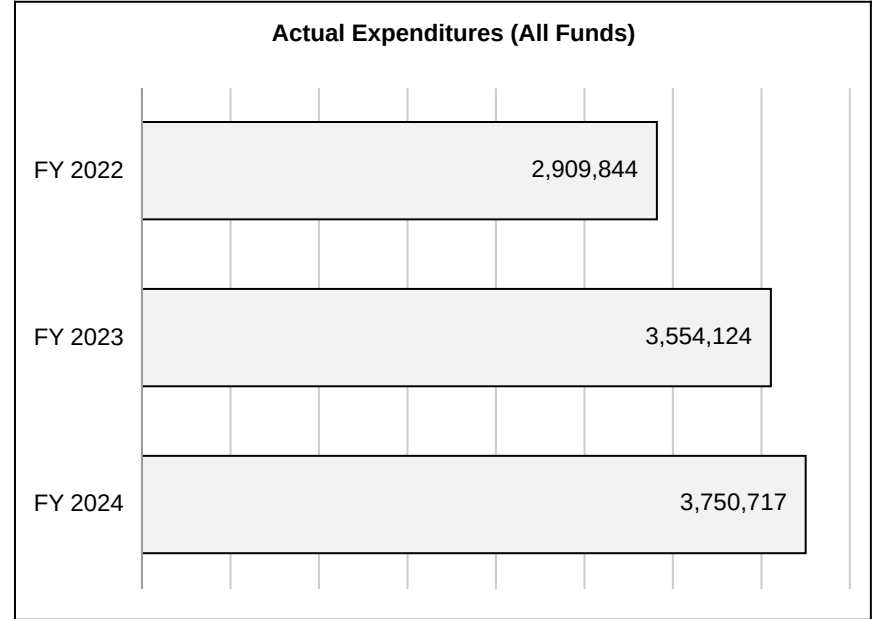 Actual Expenditures (All Funds)
FY 2022 2,909,844
FY 2023 3,554,124
FY 2024 3,750,717